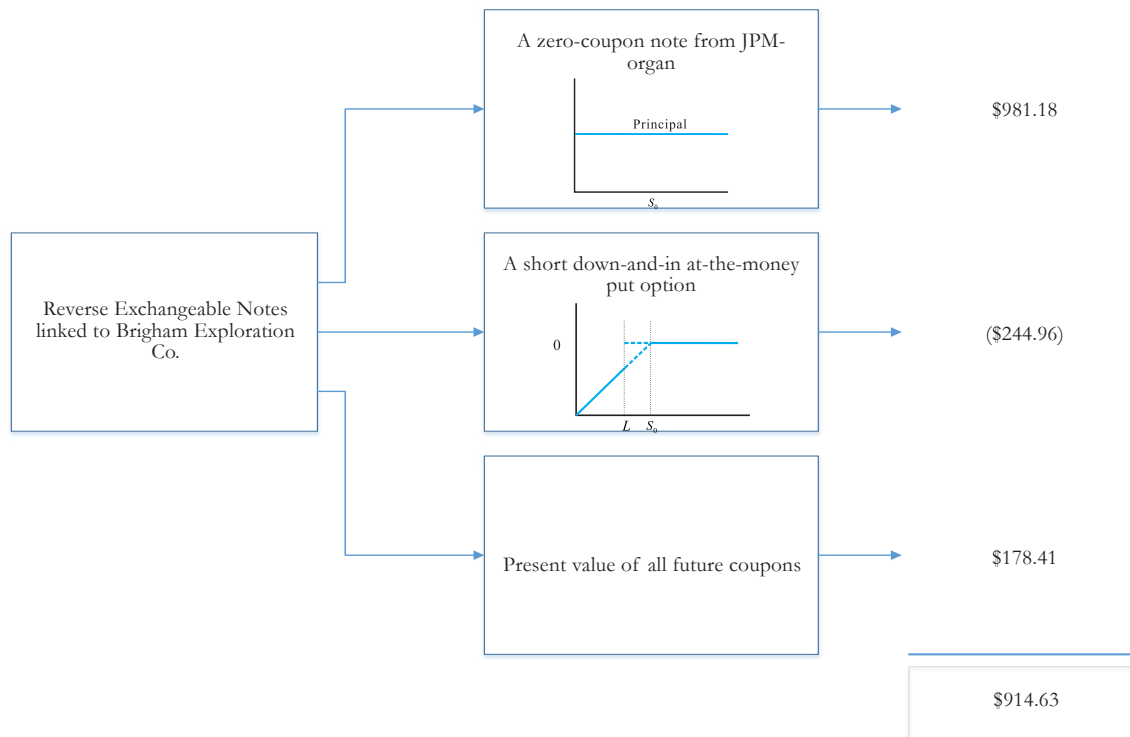 A zero-coupon note from JPM-
organ
Principal
S₀
$981.18
Reverse Exchangeable Notes
linked to Brigham Exploration
Co.
A short down-and-in at-the-money
put option
0
L S₀
($244.96)
Present value of all future coupons
$178.41
$914.63